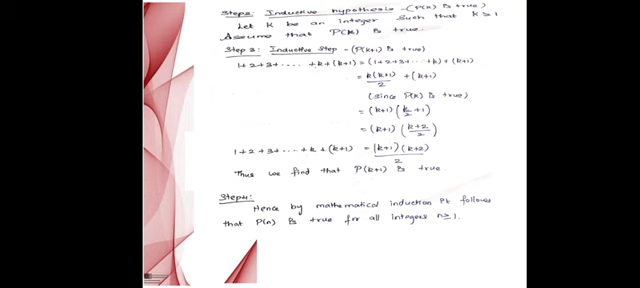 Step2: Inductive hypothesis - (P(k) is true)
Let k be an integer such that k ≥ 1
Assume that P(k) is true.
Step 3: Inductive Step - (P(k+1) is true)
1+2+3+.....+k+(k+1) = (1+2+3+...+k)+(k+1)
= k(k+1)/2 + (k+1)
(since P(k) is true)
= (k+1) (k/2 + 1)
= (k+1) (k+2/2)
1+2+3+...+k+(k+1) = (k+1)(k+2)/2
Thus we find that P(k+1) is true.
Step4:
Hence by mathematical induction it follows
that P(n) is true for all integers n≥1.